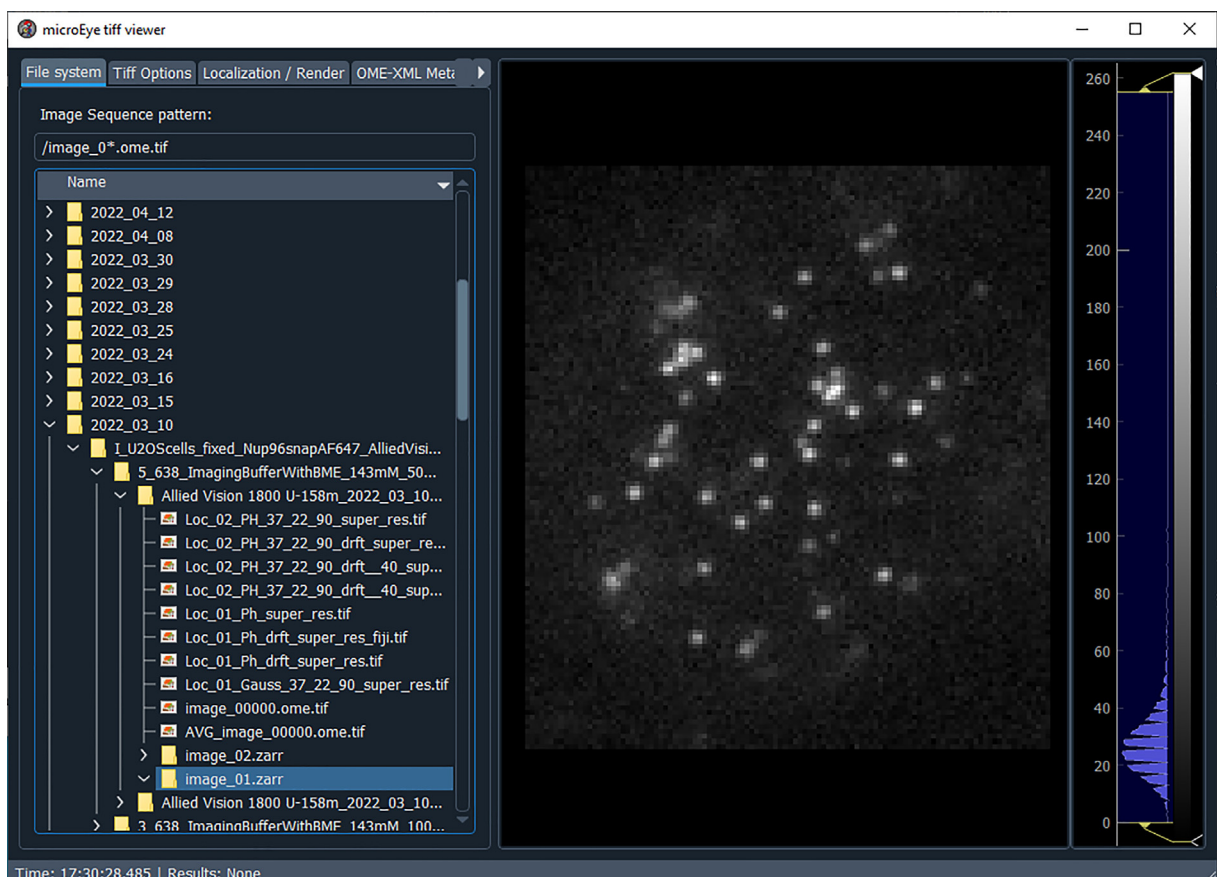 microEye tiff viewer
File system
Tiff Options
Localization / Render
OME-XML Meta
Image Sequence pattern:
/image_0*.ome.tif
Name
2022_04_12
2022_04_08
2022_03_30
2022_03_29
2022_03_28
2022_03_25
2022_03_24
2022_03_16
2022_03_15
2022_03_10
I_U2OScells_fixed_Nup96snapAF647_AlliedVisi...
5_638_ImagingBufferWithBME_143mM_50...
Allied Vision 1800 U-158m_2022_03_10...
Loc_02_PH_37_22_90_super_res.tif
Loc_02_PH_37_22_90_drft_super_re...
Loc_02_PH_37_22_90_drft__40_sup...
Loc_02_PH_37_22_90_drft__40_sup...
Loc_01_Ph_super_res.tif
Loc_01_Ph_drft_super_res_fiji.tif
Loc_01_Ph_drft_super_res.tif
Loc_01_Gauss_37_22_90_super_res.tif
image_00000.ome.tif
AVG_image_00000.ome.tif
image_02.zarr
image_01.zarr
Allied Vision 1800 U-158m_2022_03_10...
3_638_ImagingBufferWithBME_143mM_100...
260
240
220
200
180
160
140
120
100
80
60
40
20
0
Time: 17:30:28.485 | Results: None